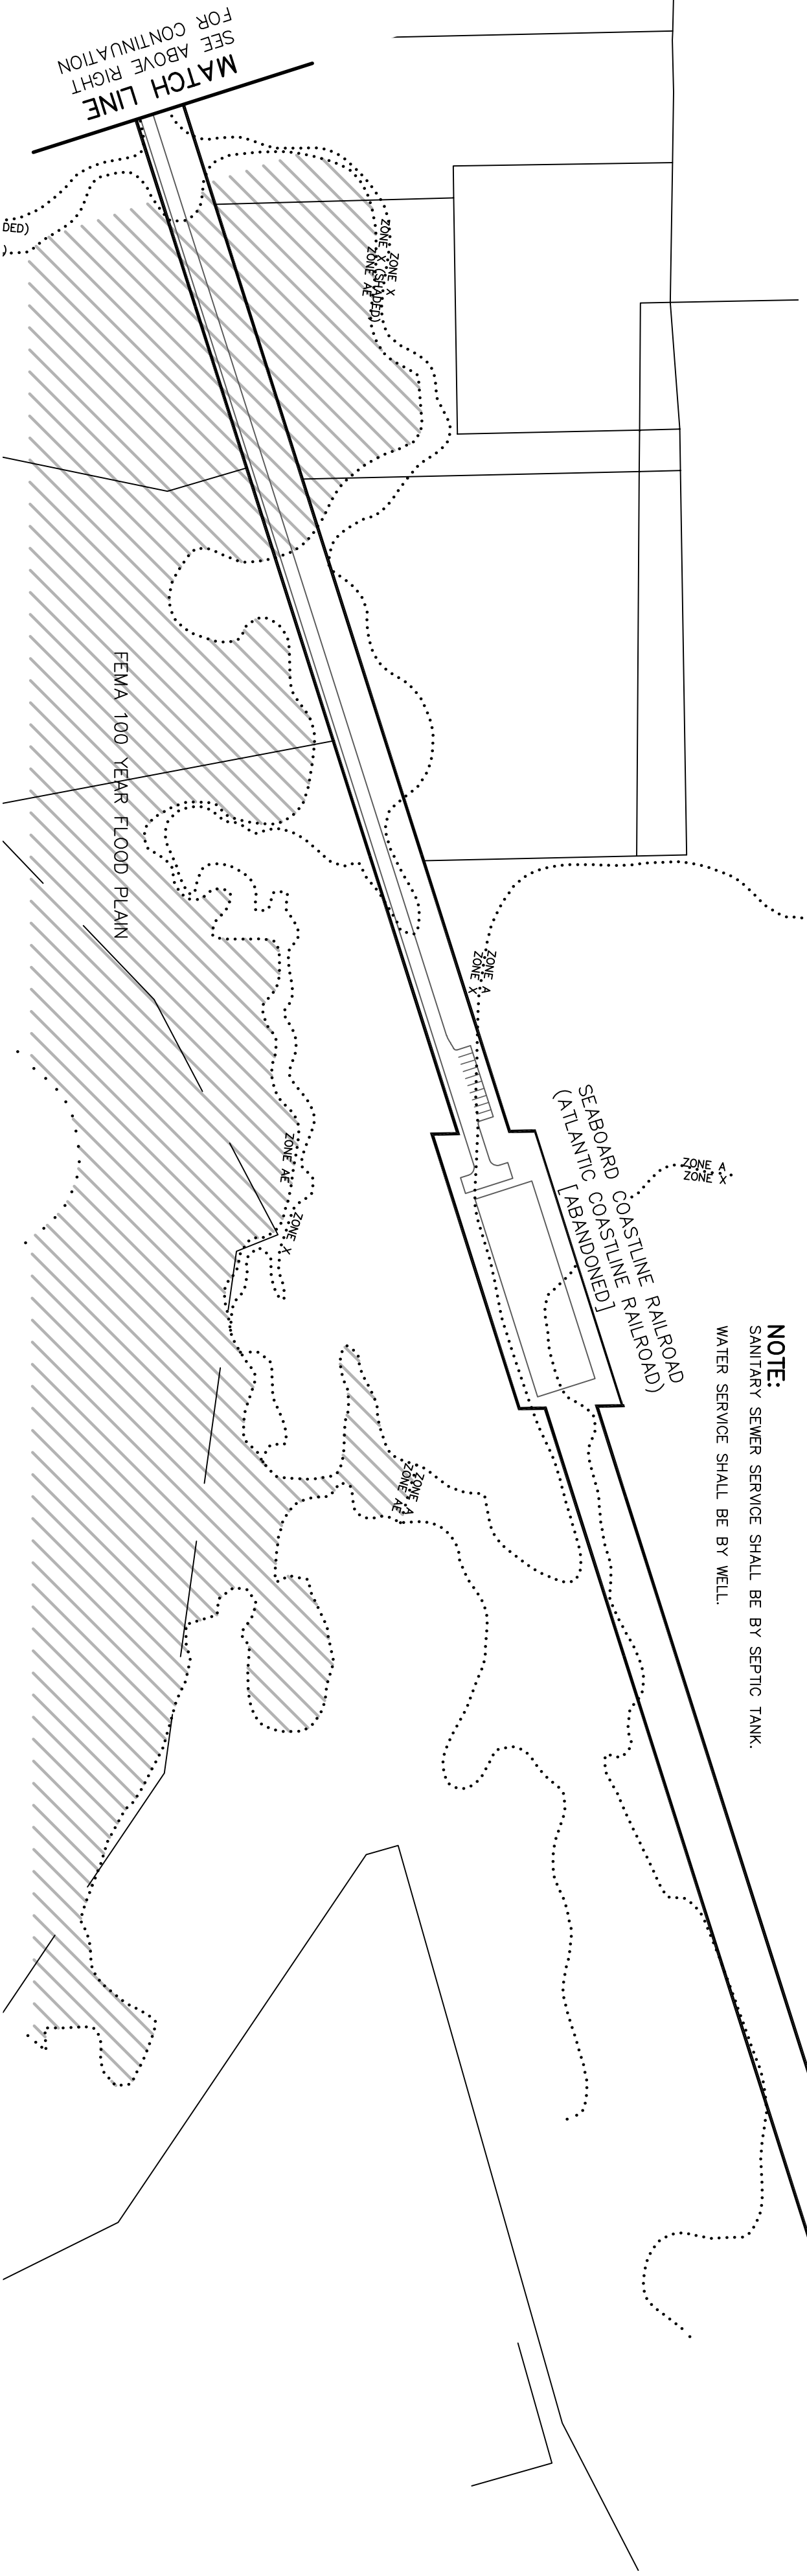 MATCH LINE
SEE ABOVE RIGHT
FOR CONTINUATION
DED)
)
ZONE X
ZONE X (SHADED)
ZONE AE
FEMA 100 YEAR FLOOD PLAIN
ZONE A
ZONE X
SEABOARD COASTLINE RAILROAD
(ATLANTIC COASTLINE RAILROAD)
[ABANDONED]
ZONE A
ZONE X
ZONE AE
ZONE X
NOTE:
SANITARY SEWER SERVICE SHALL BE BY SEPTIC TANK.
WATER SERVICE SHALL BE BY WELL.
ZONE A
ZONE AE